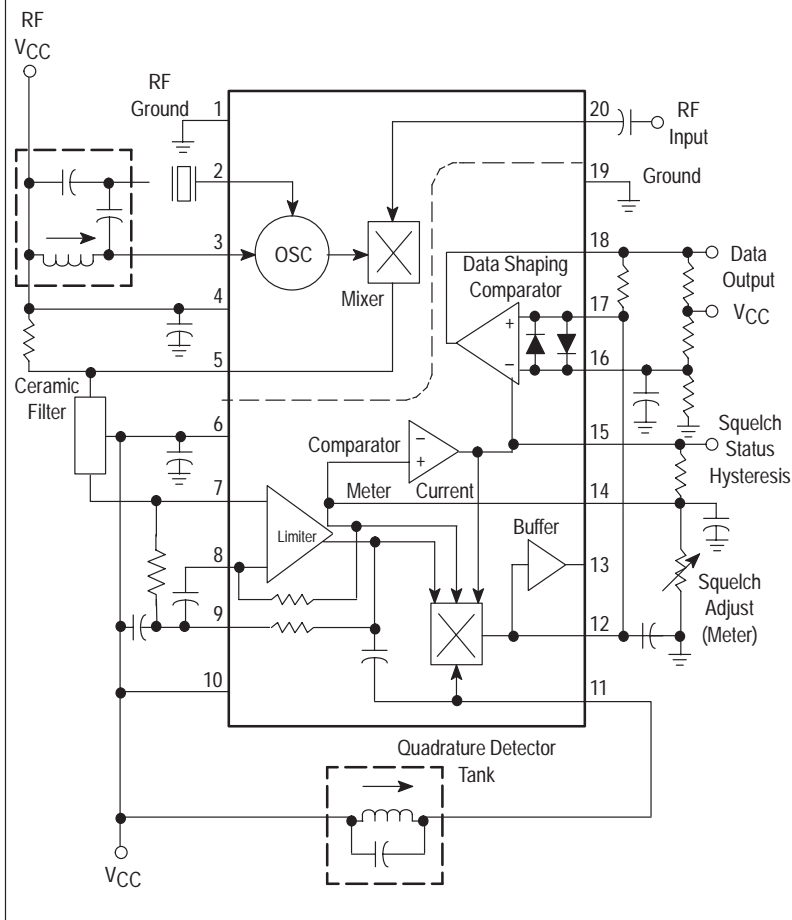 RF
VCC
RF
Ground
1
2
3
4
5
6
7
8
9
10
OSC
Mixer
Ceramic
Filter
20
RF
Input
19
Ground
18
Data
Output
Data Shaping
Comparator
+
−
17
VCC
16
15
Squelch
Status
Hysteresis
Comparator
−
+
Meter
Current
14
Limiter
Buffer
13
Squelch
Adjust
(Meter)
12
11
Quadrature Detector
Tank
VCC